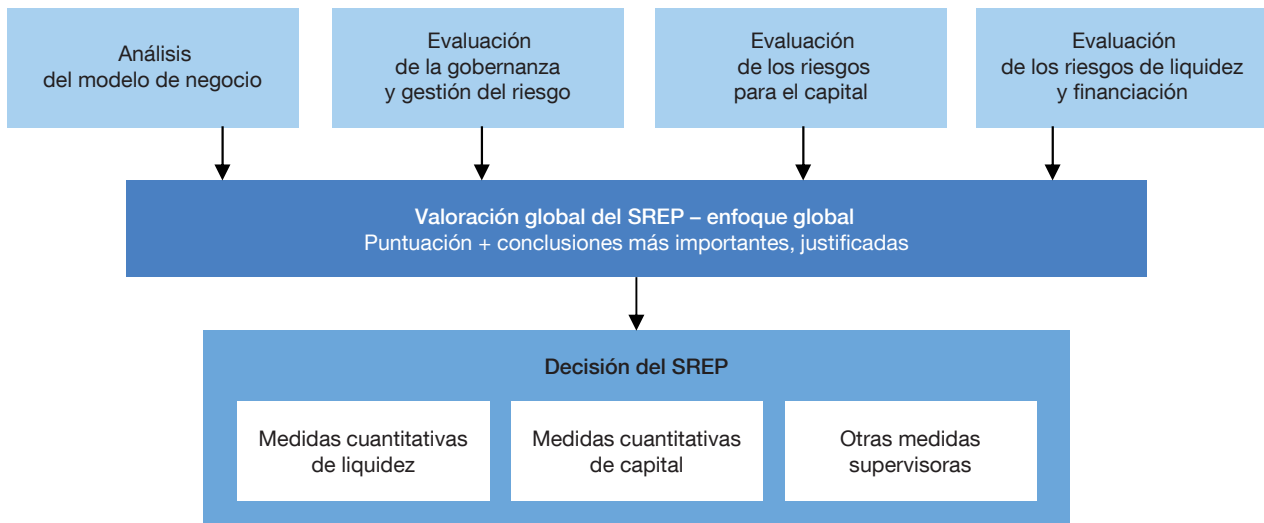 Análisis
del modelo de negocio
Evaluación
de la gobernanza
y gestión del riesgo
Evaluación
de los riesgos
para el capital
Evaluación
de los riesgos de liquidez
y financiación
Valoración global del SREP – enfoque global
Puntuación + conclusiones más importantes, justificadas
Decisión del SREP
Medidas cuantitativas
de liquidez
Medidas cuantitativas
de capital
Otras medidas
supervisoras